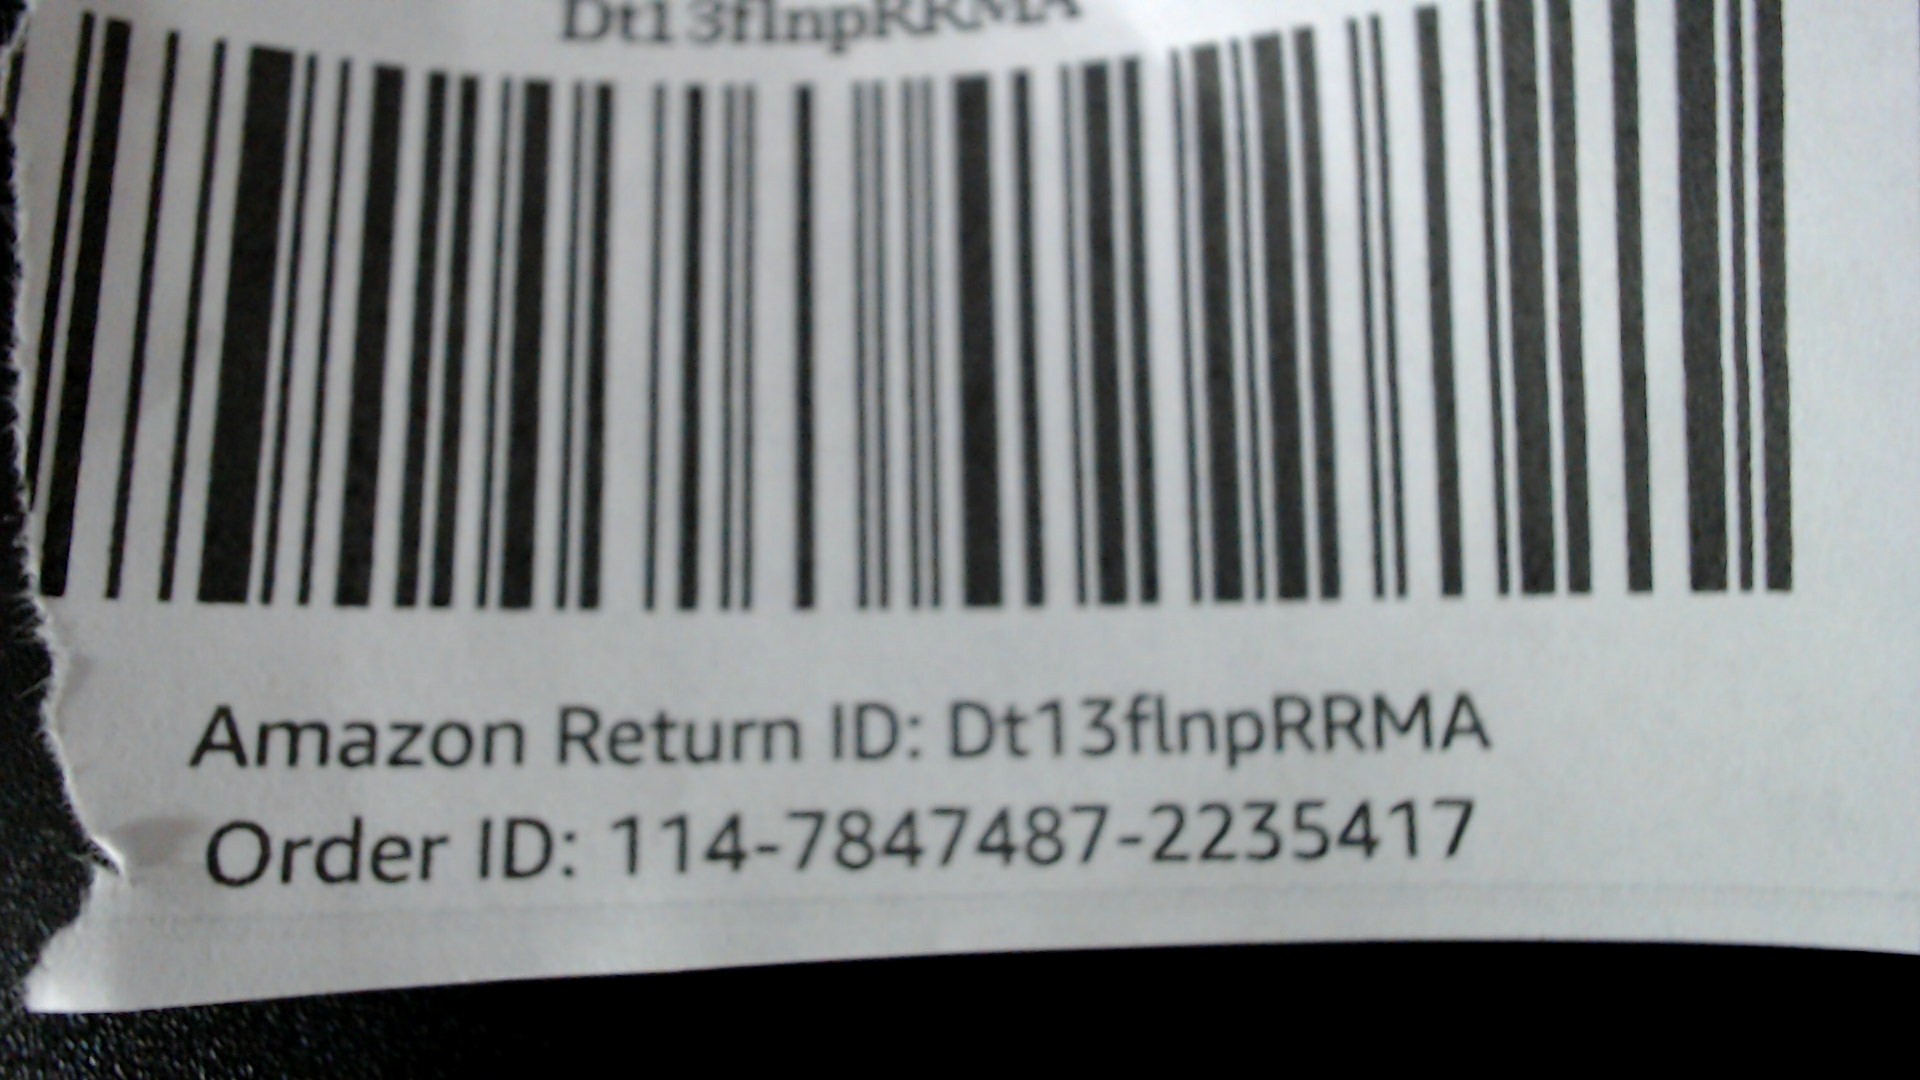 Dt13flnpRRMA
Amazon Return ID: Dt13flnpRRMA
Order ID: 114-7847487-2235417